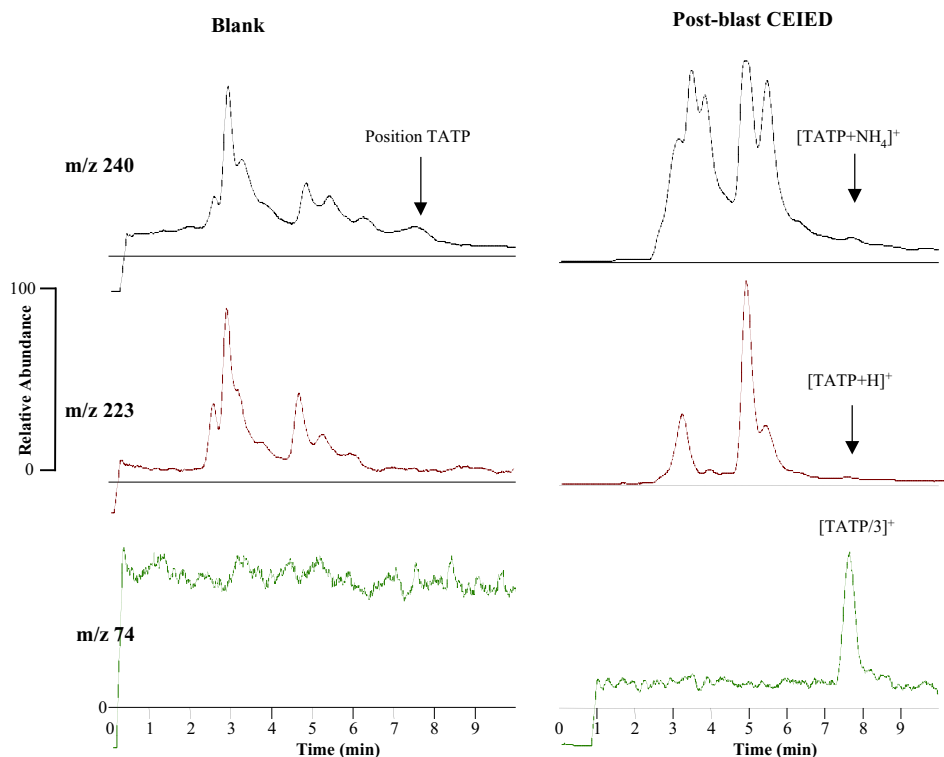 Blank
Post-blast CEIED
m/z 240
Position TATP
[TATP+NH₄]⁺
100
Relative Abundance
0
m/z 223
[TATP+H]⁺
m/z 74
[TATP/3]⁺
0
0 1 2 3 4 5 6 7 8 9
Time (min)
0 1 2 3 4 5 6 7 8 9
Time (min)